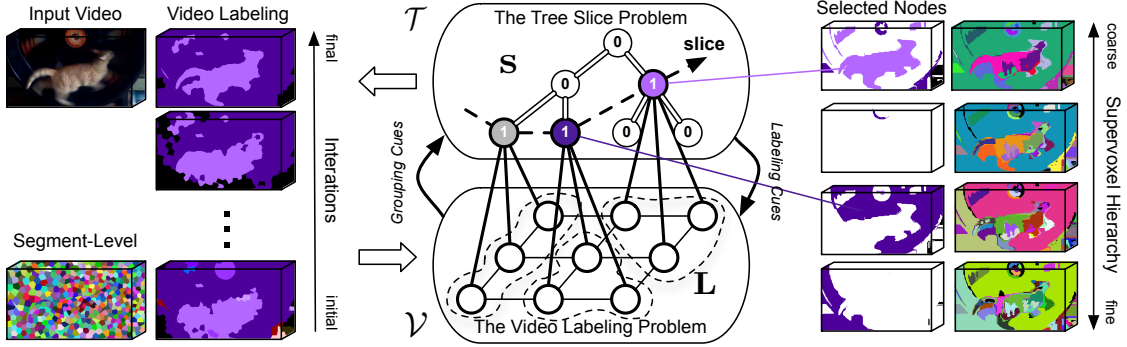 Input Video
Video Labeling
final
Interations
initial
Segment-Level
𝒯
The Tree Slice Problem
S
slice
0
0
1
1
1
0
0
Grouping Cues
Labeling Cues
L
𝒱
The Video Labeling Problem
Selected Nodes
coarse
Supervoxel Hierarchy
fine